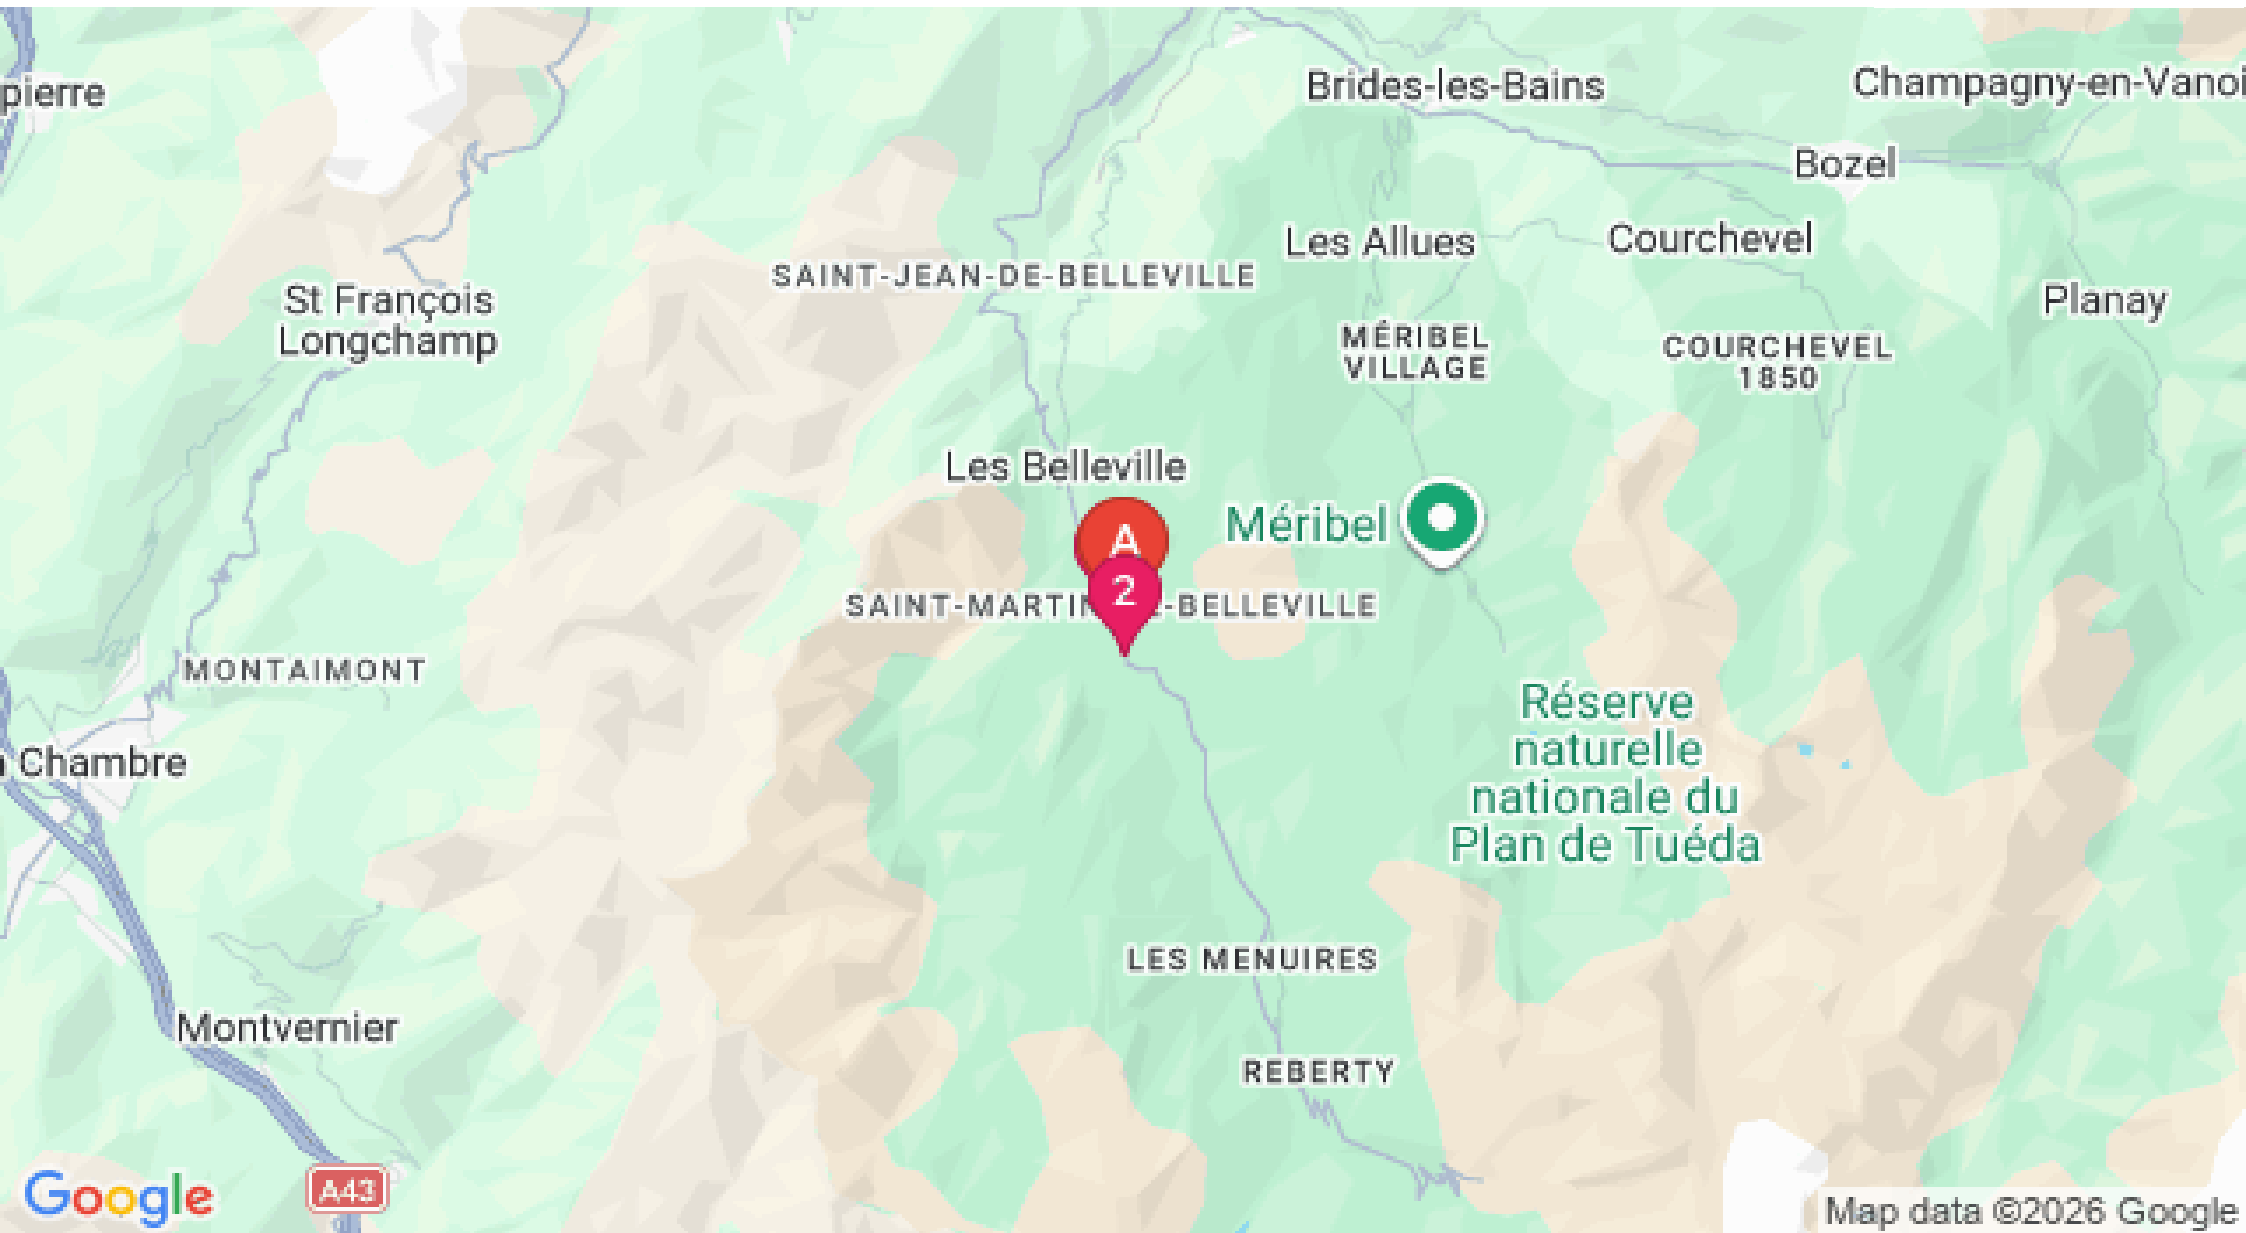 Brides-les-Bains
Champagny-en-Vanoi
pierre
Bozel
Les Allues
Courchevel
SAINT-JEAN-DE-BELLEVILLE
St François
Longchamp
Planay
MÉRIBEL
VILLAGE
COURCHEVEL
1850
Les Belleville
Méribel
A
2
SAINT-MARTIN E-BELLEVILLE
MONTAIMONT
Réserve
naturelle
nationale du
Plan de Tuéda
a Chambre
LES MENUIRES
Montvernier
REBERTY
Google
A43
Map data ©2026 Google